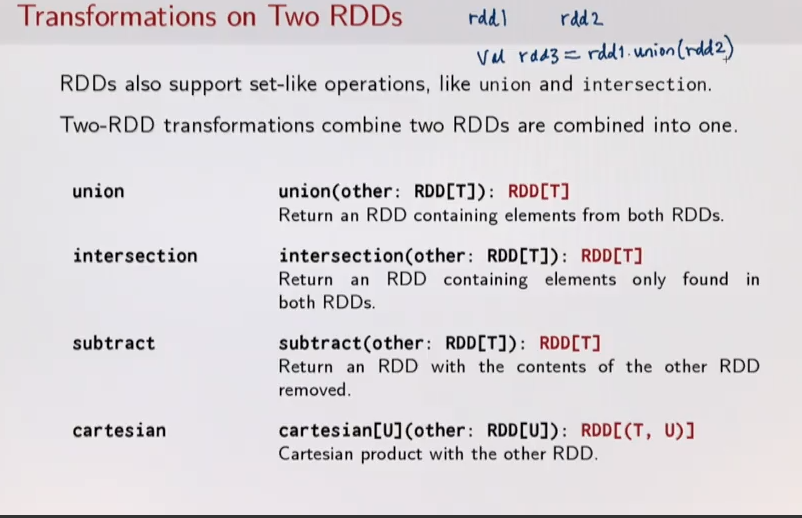 Transformations on Two RDDs
rdd1 rdd2
Val rdd3 = rdd1.union(rdd2)
RDDs also support set-like operations, like union and intersection.
Two-RDD transformations combine two RDDs are combined into one.
union
union(other: RDD[T]): RDD[T]
Return an RDD containing elements from both RDDs.
intersection
intersection(other: RDD[T]): RDD[T]
Return an RDD containing elements only found in
both RDDs.
subtract
subtract(other: RDD[T]): RDD[T]
Return an RDD with the contents of the other RDD
removed.
cartesian
cartesian[U](other: RDD[U]): RDD[(T, U)]
Cartesian product with the other RDD.